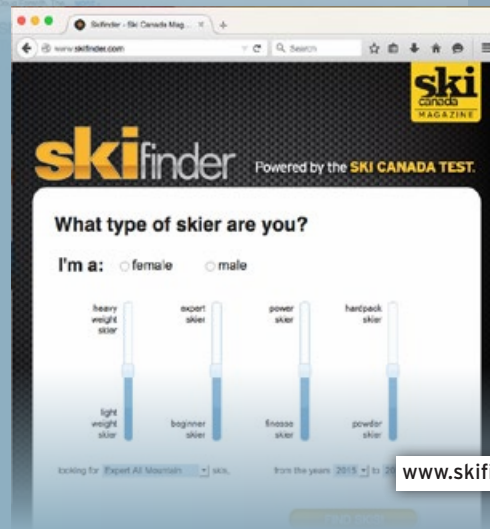 Skifinder - Ski Canada Mag...
www.skifinder.com
Search
ski
canada
MAGAZINE
skifinder
Powered by the SKI CANADA TEST.
What type of skier are you?
I'm a: female male
heavy weight skier
expert skier
power skier
hardpack skier
light weight skier
beginner skier
finesse skier
powder skier
looking for Expert All Mountain skis,
from the years 2015 to
www.skif